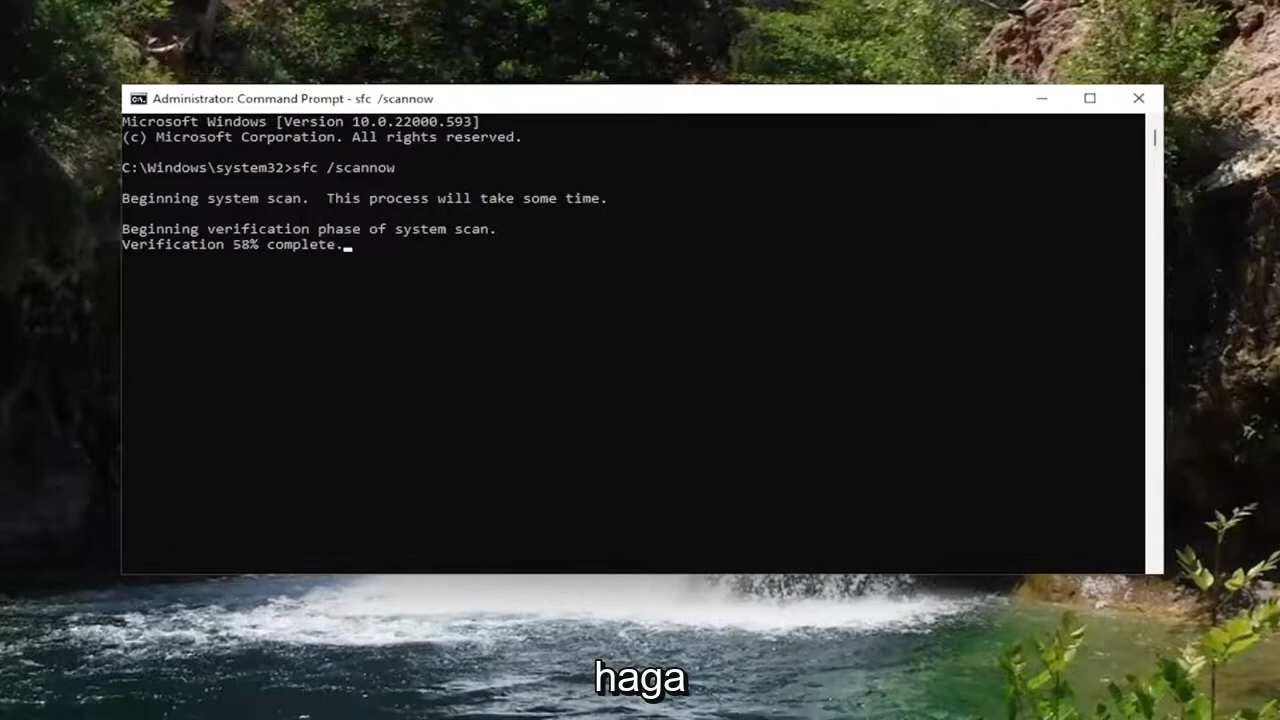 Administrator: Command Prompt - sfc  /scannow
Microsoft Windows [Version 10.0.22000.593]
(c) Microsoft Corporation. All rights reserved.
C:\Windows\system32>sfc /scannow
Beginning system scan.  This process will take some time.
Beginning verification phase of system scan.
Verification 58% complete.
haga